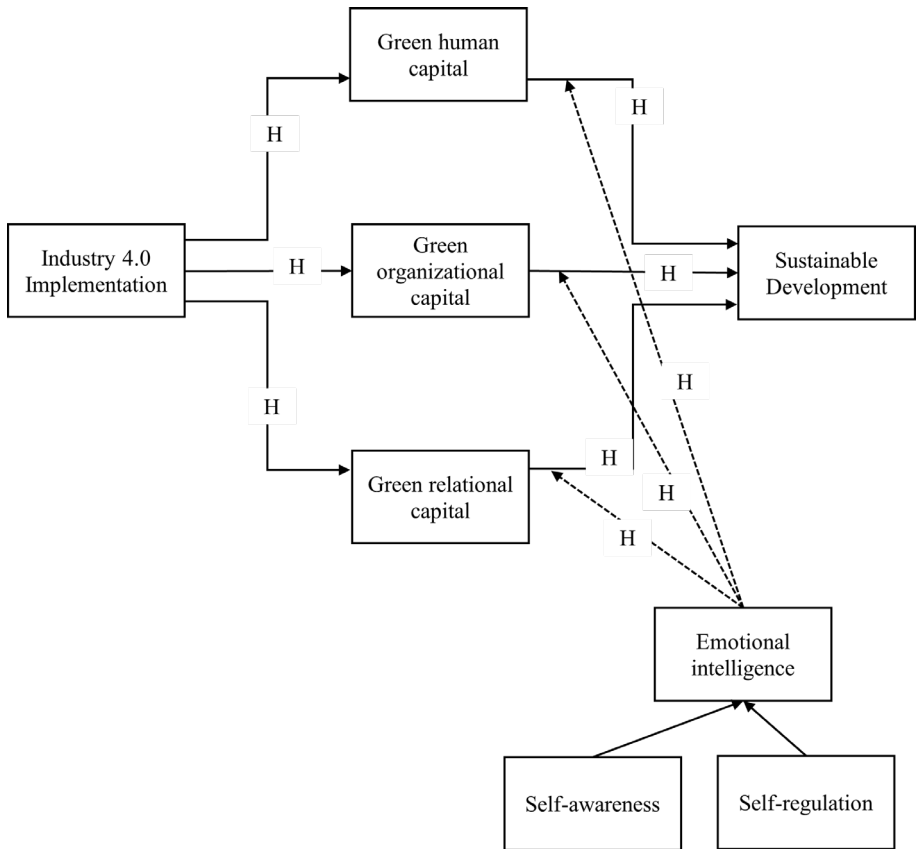 Green human
capital
H
H
Industry 4.0
Implementation
H
Green
organizational
capital
H
Sustainable
Development
H
H
Green relational
capital
H
H
H
Emotional
intelligence
Self-awareness
Self-regulation